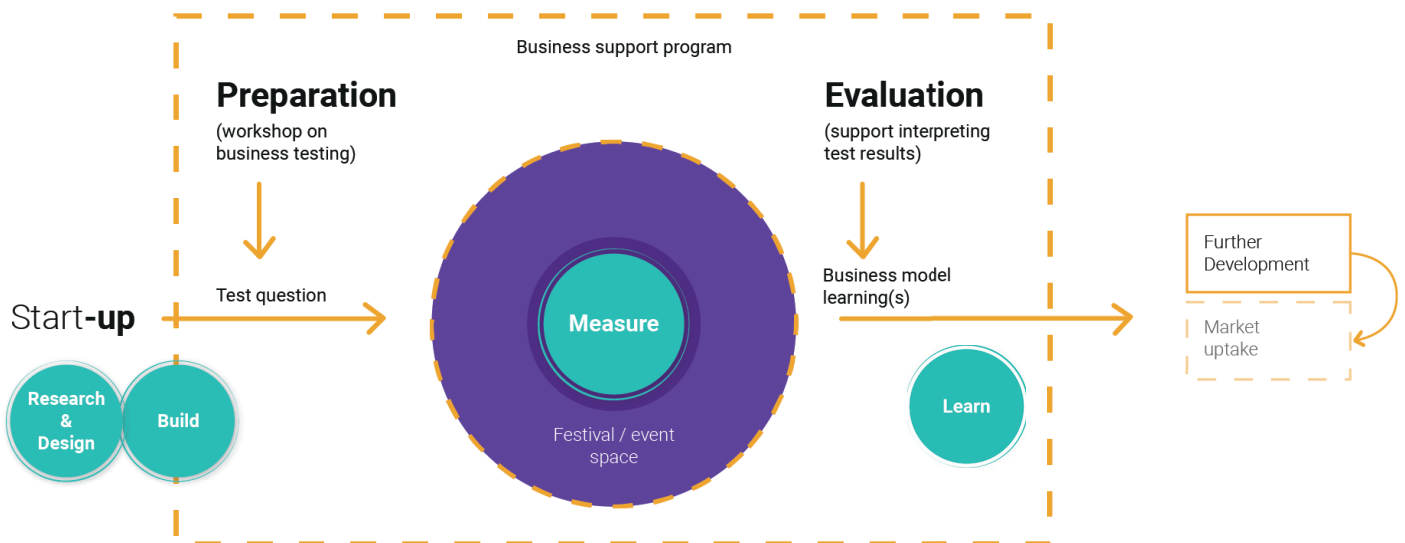 Business support program
Preparation
(workshop on
business testing)
Evaluation
(support interpreting
test results)
Test question
Business model
learning(s)
Start-up
Measure
Festival / event
space
Research
&
Design
Build
Learn
Further
Development
Market
uptake